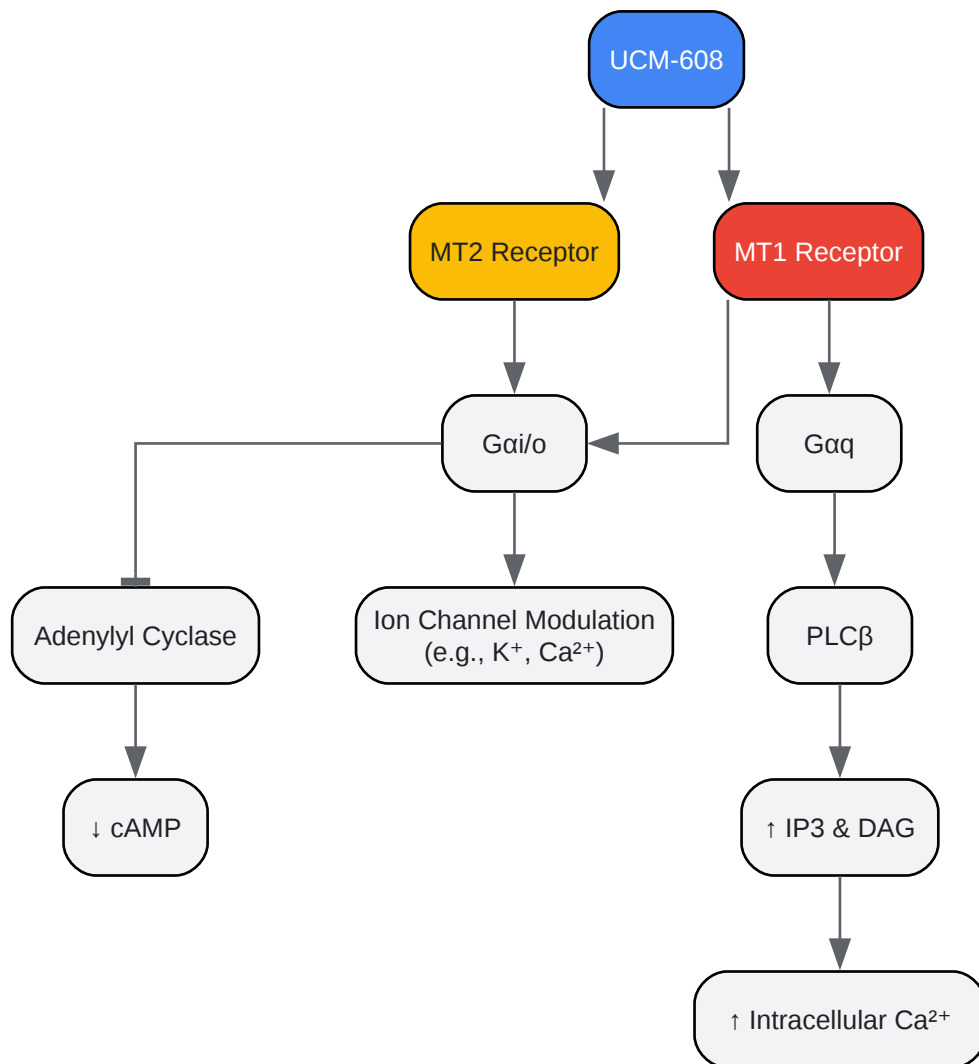 UCM-608
MT2 Receptor
MT1 Receptor
Gαi/o
Gαq
Adenylyl Cyclase
Ion Channel Modulation
(e.g., K⁺, Ca²⁺)
PLCβ
↓ cAMP
↑ IP3 & DAG
↑ Intracellular Ca²⁺